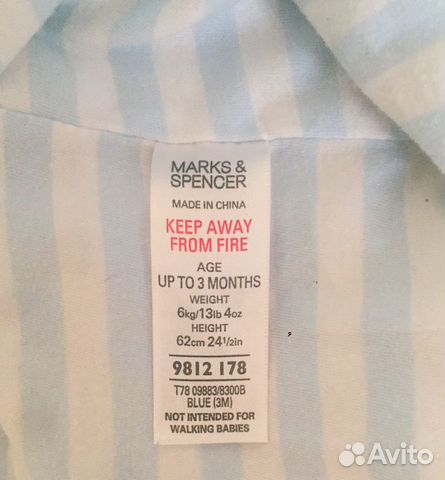 MARKS &
SPENCER
MADE IN CHINA
KEEP AWAY
FROM FIRE
AGE
UP TO 3 MONTHS
WEIGHT
6kg/13lb 4oz
HEIGHT
62cm 24½in
9812 178
T78 09883/8300B
BLUE (3M)
NOT INTENDED FOR
WALKING BABIES
Avito